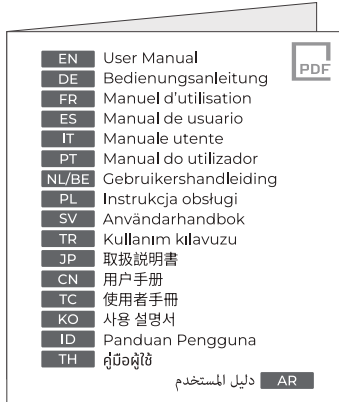 PDF
EN User Manual
DE Bedienungsanleitung
FR Manuel d'utilisation
ES Manual de usuario
IT Manuale utente
PT Manual do utilizador
NL/BE Gebruikershandleiding
PL Instrukcja obsługi
SV Användarhandbok
TR Kullanım kılavuzu
JP 取扱説明書
CN 用户手册
TC 使用者手冊
KO 사용 설명서
ID Panduan Pengguna
TH คู่มือผู้ใช้
AR دليل المستخدم